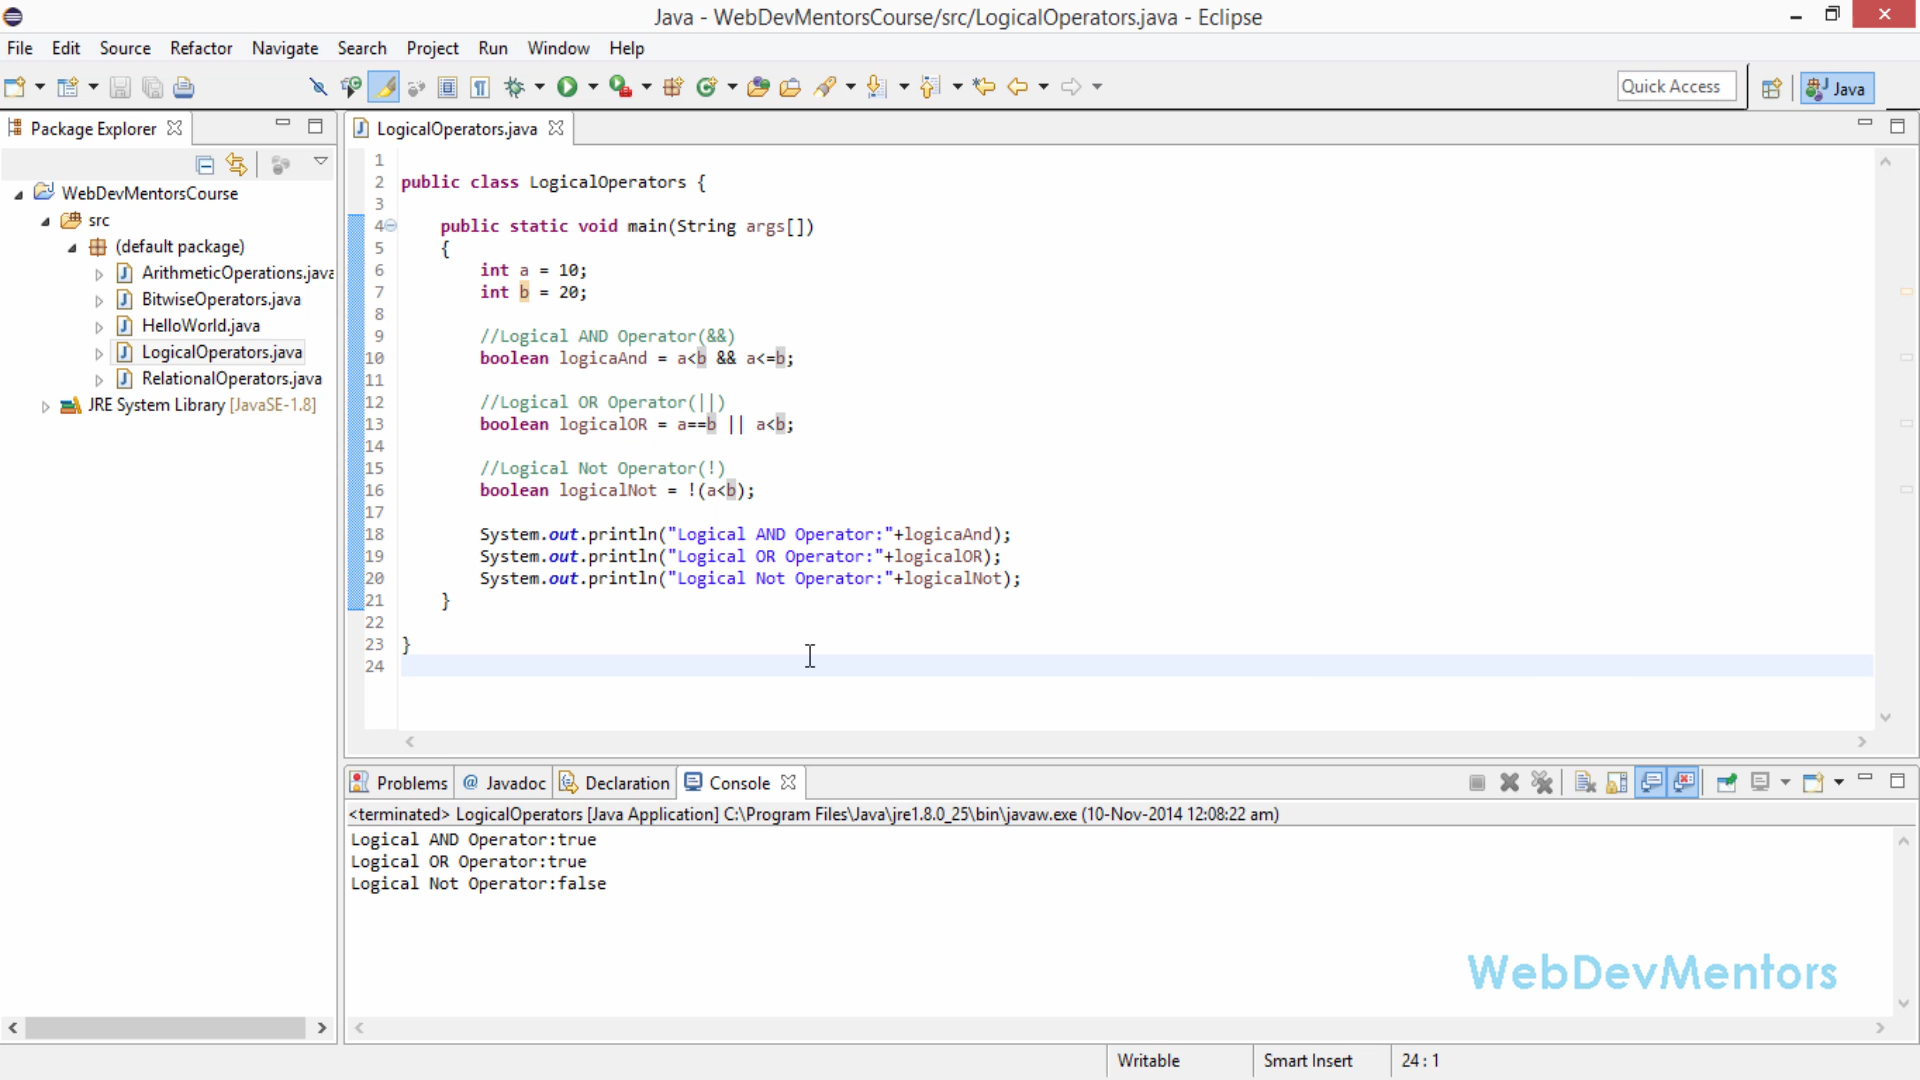 Java - WebDevMentorsCourse/src/LogicalOperators.java - Eclipse
File Edit Source Refactor Navigate Search Project Run Window Help
Quick Access
Java
Package Explorer
WebDevMentorsCourse
src
(default package)
ArithmeticOperations.java
BitwiseOperators.java
HelloWorld.java
LogicalOperators.java
RelationalOperators.java
JRE System Library [JavaSE-1.8]
LogicalOperators.java
1
2 public class LogicalOperators {
3
4 public static void main(String args[])
5 {
6 int a = 10;
7 int b = 20;
8
9 //Logical AND Operator(&&)
10 boolean logicaAnd = a<b && a<=b;
11
12 //Logical OR Operator(||)
13 boolean logicalOR = a==b || a<b;
14
15 //Logical Not Operator(!)
16 boolean logicalNot = !(a<b);
17
18 System.out.println("Logical AND Operator:"+logicaAnd);
19 System.out.println("Logical OR Operator:"+logicalOR);
20 System.out.println("Logical Not Operator:"+logicalNot);
21 }
22
23 }
24
Problems @ Javadoc Declaration Console
<terminated> LogicalOperators [Java Application] C:\Program Files\Java\jre1.8.0_25\bin\javaw.exe (10-Nov-2014 12:08:22 am)
Logical AND Operator:true
Logical OR Operator:true
Logical Not Operator:false
WebDevMentors
Writable Smart Insert 24 : 1